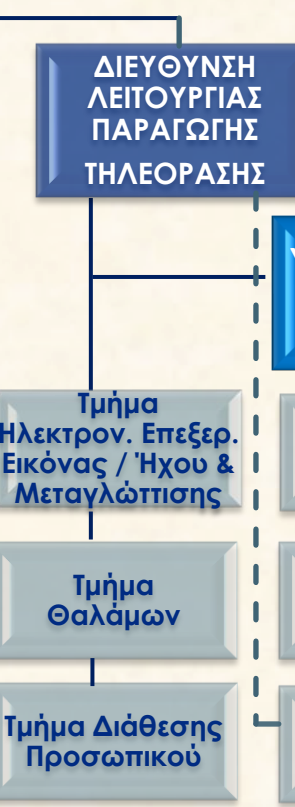 ΔΙΕΥΘΥΝΣΗ
ΛΕΙΤΟΥΡΓΙΑΣ
ΠΑΡΑΓΩΓΗΣ
ΤΗΛΕΟΡΑΣΗΣ
Τμήμα
Ηλεκτρον. Επεξερ.
Εικόνας / Ήχου &
Μεταγλώττισης
Τμήμα
Θαλάμων
Τμήμα Διάθεσης
Προσωπικού